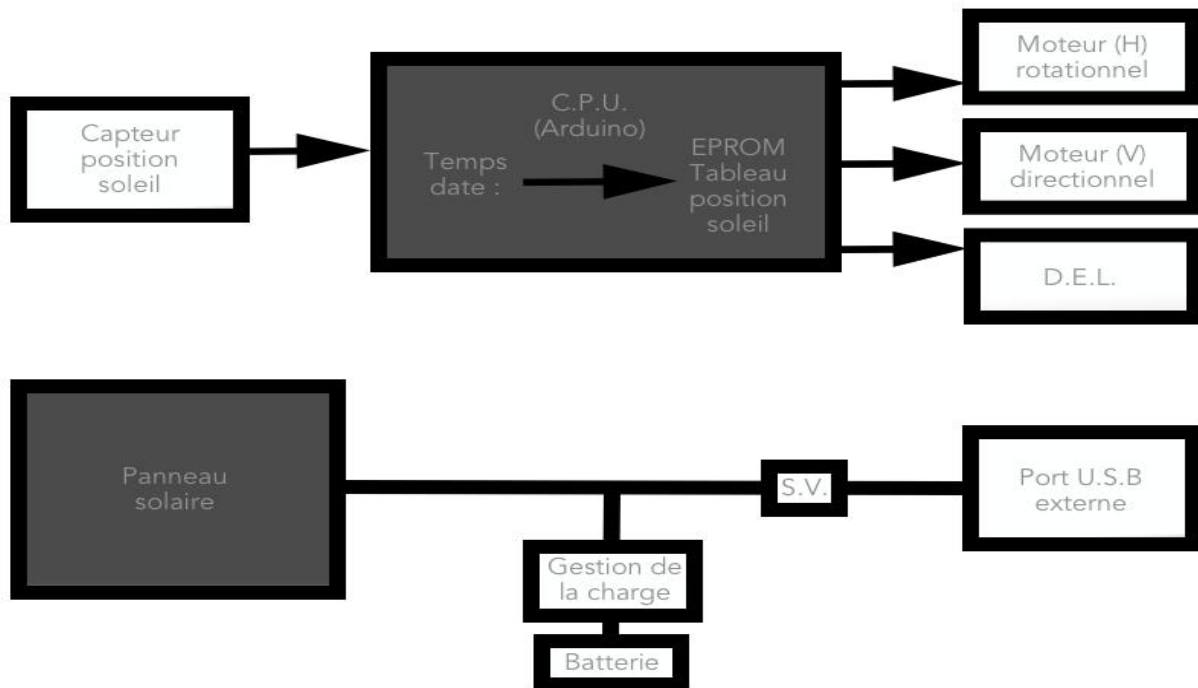 Capteur
position
soleil
C.P.U.
(Arduino)
Temps
date :
EPROM
Tableau
position
soleil
Moteur (H)
rotationnel
Moteur (V)
directionnel
D.E.L.
Panneau
solaire
Gestion de
la charge
Batterie
S.V.
Port U.S.B
externe